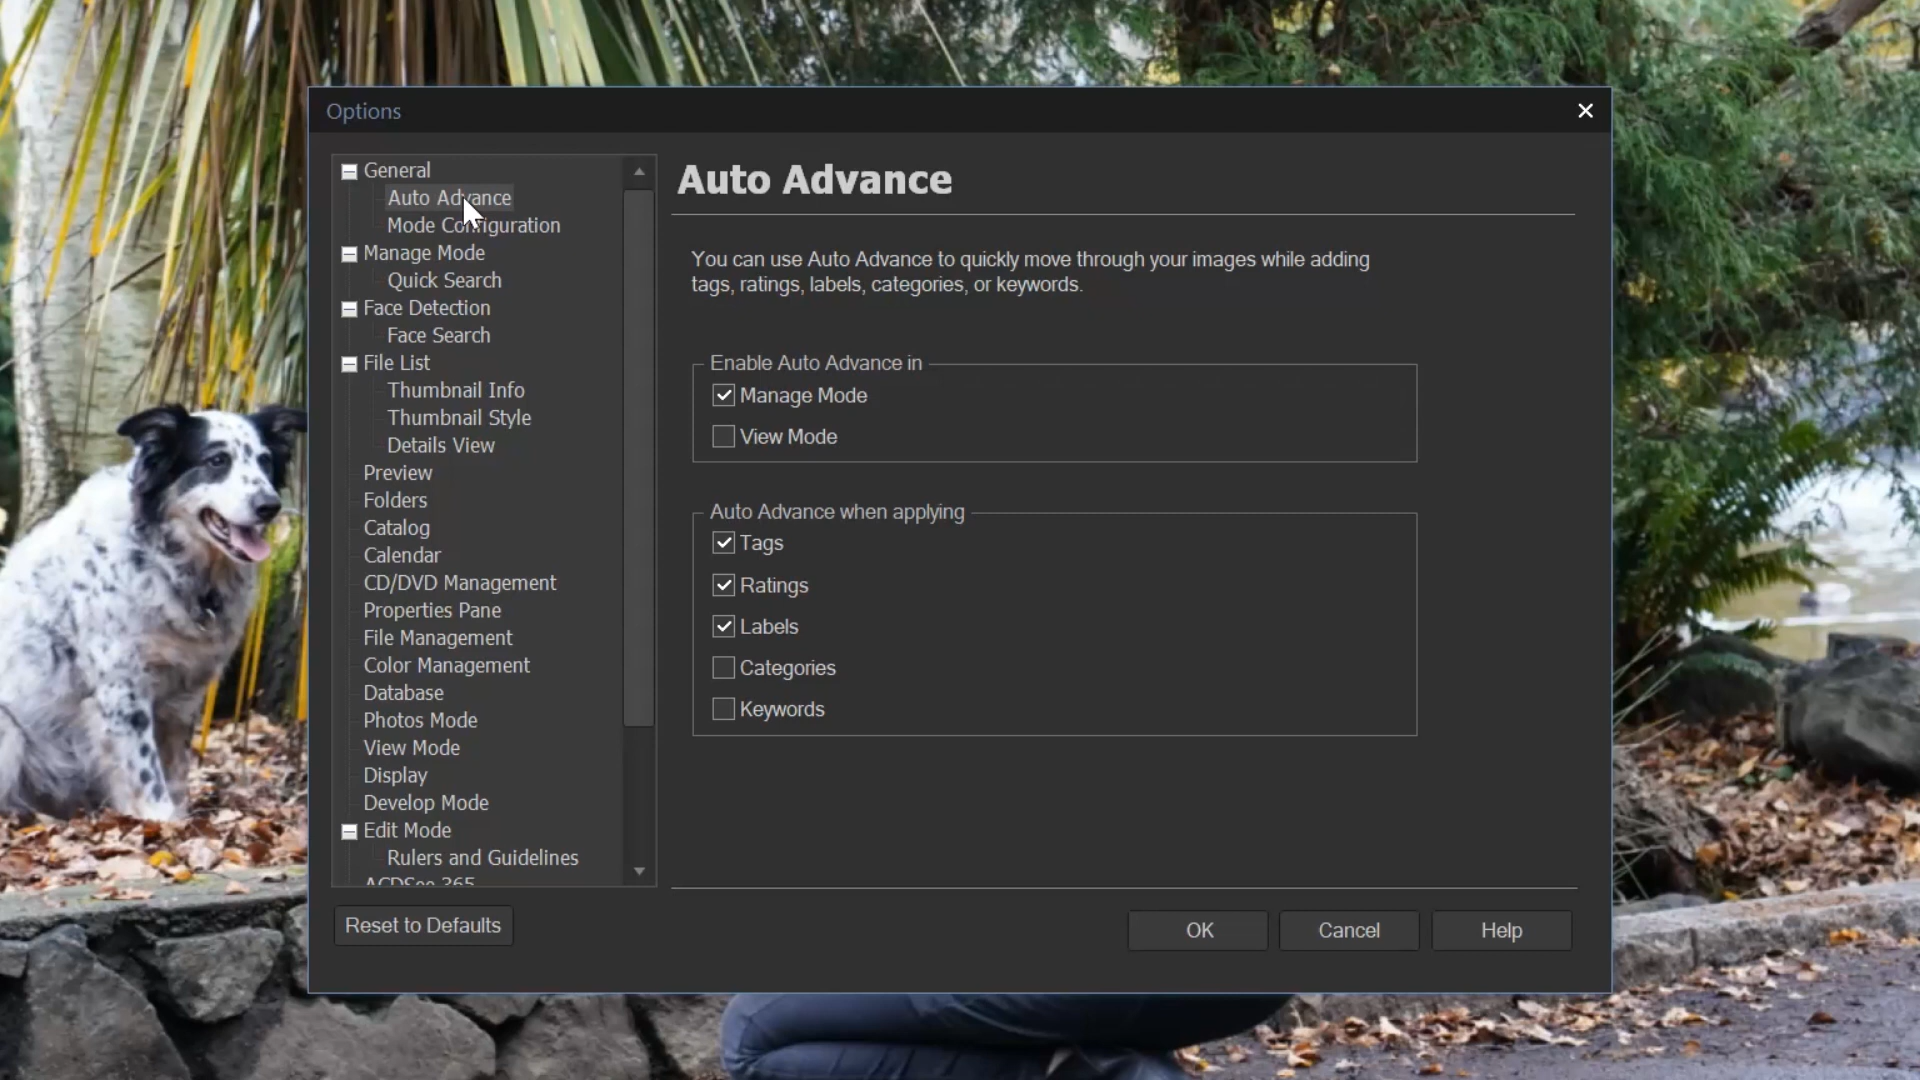 Options
General
Auto Advance
Mode Configuration
Manage Mode
Quick Search
Face Detection
Face Search
File List
Thumbnail Info
Thumbnail Style
Details View
Preview
Folders
Catalog
Calendar
CD/DVD Management
Properties Pane
File Management
Color Management
Database
Photos Mode
View Mode
Display
Develop Mode
Edit Mode
Rulers and Guidelines
ACDSee 365
Reset to Defaults
Auto Advance
You can use Auto Advance to quickly move through your images while adding
tags, ratings, labels, categories, or keywords.
Enable Auto Advance in
Manage Mode
View Mode
Auto Advance when applying
Tags
Ratings
Labels
Categories
Keywords
OK
Cancel
Help